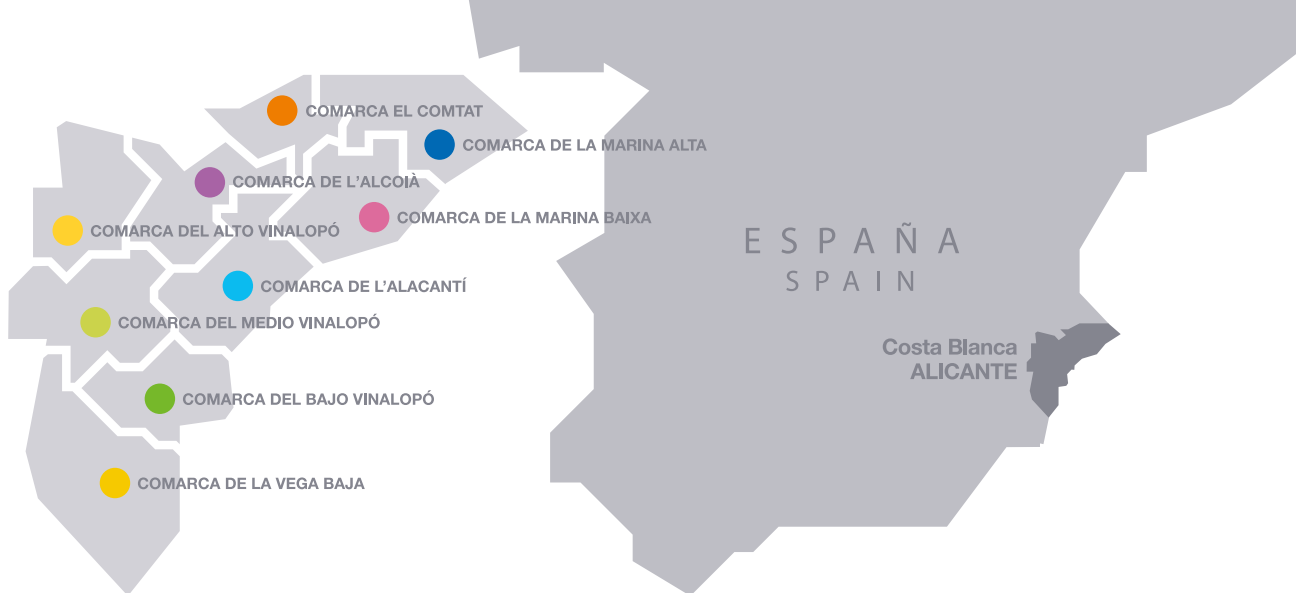 COMARCA EL COMTAT
COMARCA DE LA MARINA ALTA
COMARCA DE L’ALCOIÀ
COMARCA DE LA MARINA BAIXA
COMARCA DEL ALTO VINALOPÓ
COMARCA DE L’ALACANTÍ
COMARCA DEL MEDIO VINALOPÓ
COMARCA DEL BAJO VINALOPÓ
COMARCA DE LA VEGA BAJA
ESPAÑA
SPAIN
Costa Blanca
ALICANTE